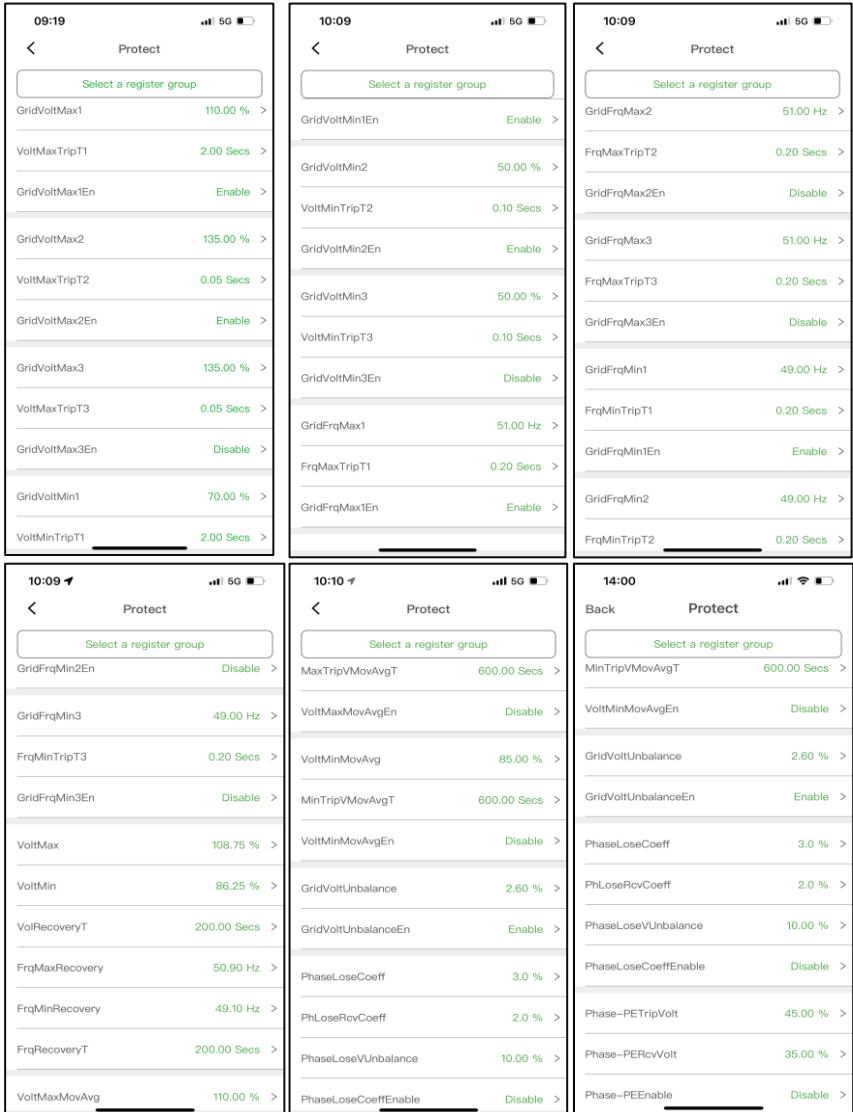 09:19 5G
Protect
Select a register group
GridVoltMax1 110.00 % >
VoltMaxTripT1 2.00 Secs >
GridVoltMax1En Enable >
GridVoltMax2 135.00 % >
VoltMaxTripT2 0.05 Secs >
GridVoltMax2En Enable >
GridVoltMax3 135.00 % >
VoltMaxTripT3 0.05 Secs >
GridVoltMax3En Disable >
GridVoltMin1 70.00 % >
VoltMinTripT1 2.00 Secs >
10:09 5G
Protect
Select a register group
GridVoltMin1En Enable >
GridVoltMin2 50.00 % >
VoltMinTripT2 0.10 Secs >
GridVoltMin2En Enable >
GridVoltMin3 50.00 % >
VoltMinTripT3 0.10 Secs >
GridVoltMin3En Disable >
GridFrqMax1 51.00 Hz >
FrqMaxTripT1 0.20 Secs >
GridFrqMax1En Enable >
10:09 5G
Protect
Select a register group
GridFrqMax2 51.00 Hz >
FrqMaxTripT2 0.20 Secs >
GridFrqMax2En Disable >
GridFrqMax3 51.00 Hz >
FrqMaxTripT3 0.20 Secs >
GridFrqMax3En Disable >
GridFrqMin1 49.00 Hz >
FrqMinTripT1 0.20 Secs >
GridFrqMin1En Enable >
GridFrqMin2 49.00 Hz >
FrqMinTripT2 0.20 Secs >
10:09 5G
Protect
Select a register group
GridFrqMin2En Disable >
GridFrqMin3 49.00 Hz >
FrqMinTripT3 0.20 Secs >
GridFrqMin3En Disable >
VoltMax 108.75 % >
VoltMin 86.25 % >
VolRecoveryT 200.00 Secs >
FrqMaxRecovery 50.90 Hz >
FrqMinRecovery 49.10 Hz >
FrqRecoveryT 200.00 Secs >
VoltMaxMovAvg 110.00 % >
10:10 5G
Protect
Select a register group
MaxTripVMovAvgT 600.00 Secs >
VoltMaxMovAvgEn Disable >
VoltMinMovAvg 85.00 % >
MinTripVMovAvgT 600.00 Secs >
VoltMinMovAvgEn Disable >
GridVoltUnbalance 2.60 % >
GridVoltUnbalanceEn Enable >
PhaseLoseCoeff 3.0 % >
PhLoseRcvCoeff 2.0 % >
PhaseLoseVUnbalance 10.00 % >
PhaseLoseCoeffEnable Disable >
14:00
Back Protect
Select a register group
MinTripVMovAvgT 600.00 Secs >
VoltMinMovAvgEn Disable >
GridVoltUnbalance 2.60 % >
GridVoltUnbalanceEn Enable >
PhaseLoseCoeff 3.0 % >
PhLoseRcvCoeff 2.0 % >
PhaseLoseVUnbalance 10.00 % >
PhaseLoseCoeffEnable Disable >
Phase-PETripVolt 45.00 % >
Phase-PERcvVolt 35.00 % >
Phase-PEEnable Disable >